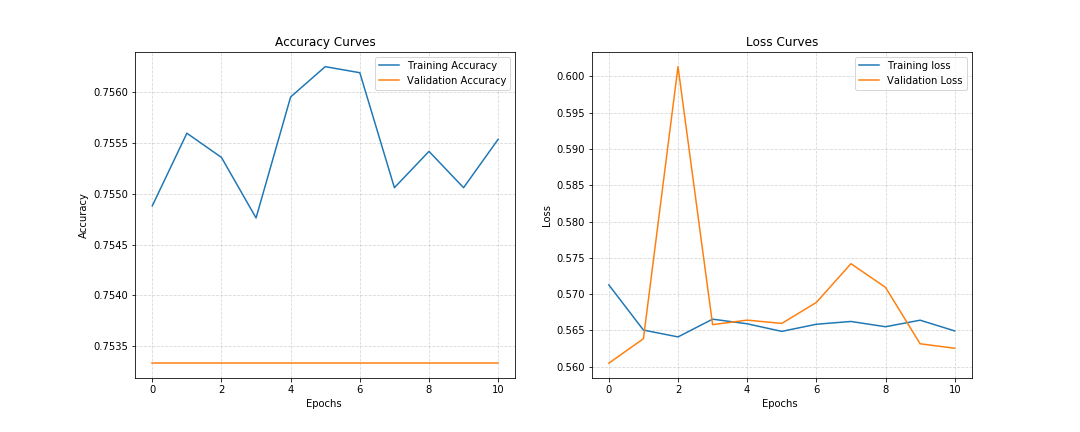 Accuracy Curves
Training Accuracy
Validation Accuracy
0.7560
0.7555
0.7550
0.7545
0.7540
0.7535
Accuracy
0 2 4 6 8 10
Epochs
Loss Curves
Training loss
Validation Loss
0.600
0.595
0.590
0.585
0.580
0.575
0.570
0.565
0.560
Loss
0 2 4 6 8 10
Epochs